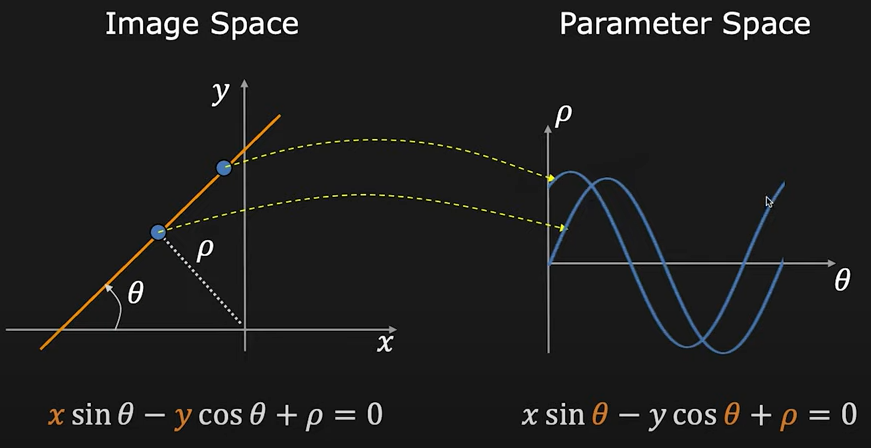 Image Space
Parameter Space
y
ρ
θ
x
ρ
θ
x sin θ − y cos θ + ρ = 0
x sin θ − y cos θ + ρ = 0